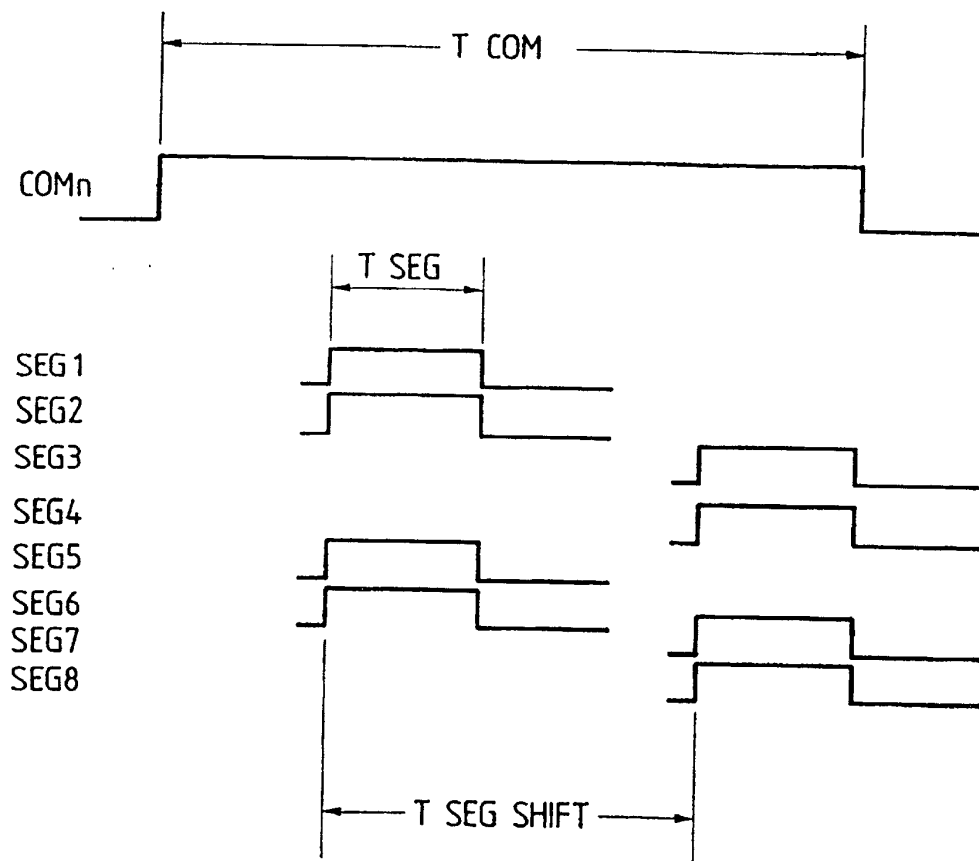 T COM
COMn
T SEG
SEG1
SEG2
SEG3
SEG4
SEG5
SEG6
SEG7
SEG8
T SEG SHIFT